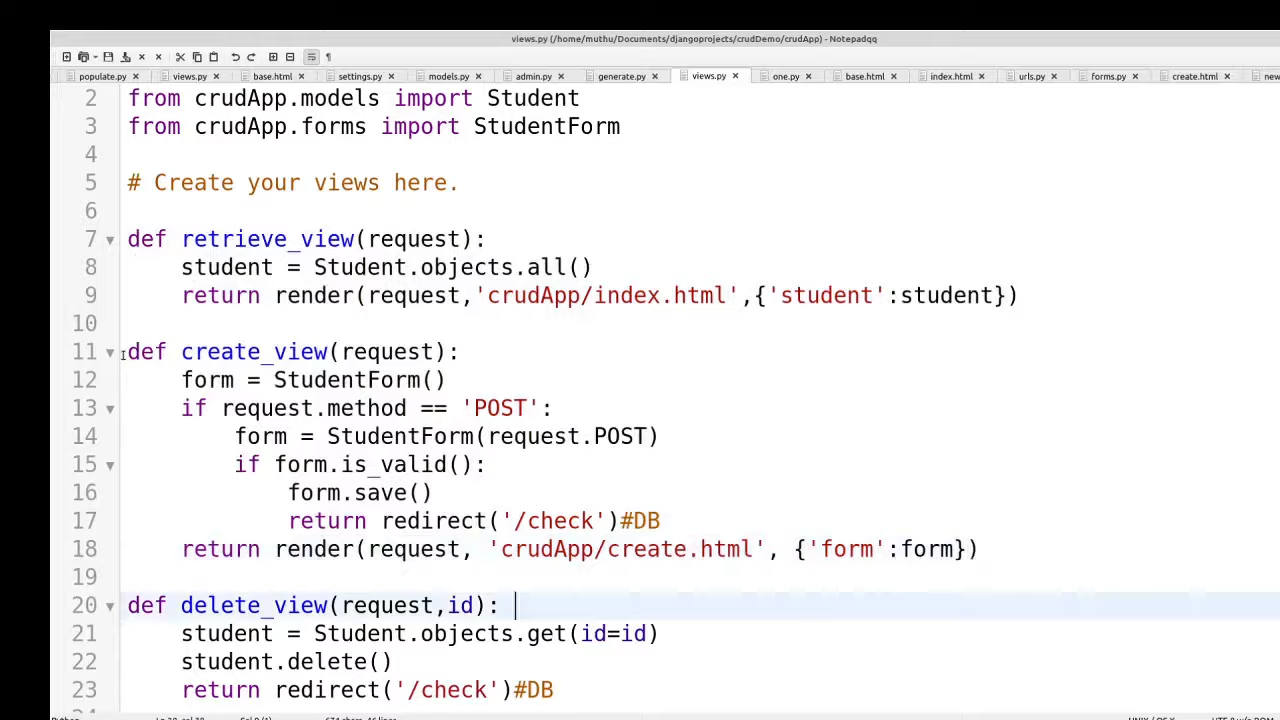 views.py (/home/muthu/Documents/djangoprojects/crudDemo/crudApp) - Notepadqq
populate.py views.py base.html settings.py models.py admin.py generate.py views.py one.py base.html index.html urls.py forms.py create.html new
2 from crudApp.models import Student
3 from crudApp.forms import StudentForm
4
5 # Create your views here.
6
7 def retrieve_view(request):
8 student = Student.objects.all()
9 return render(request,'crudApp/index.html',{'student':student})
10
11 def create_view(request):
12 form = StudentForm()
13 if request.method == 'POST':
14 form = StudentForm(request.POST)
15 if form.is_valid():
16 form.save()
17 return redirect('/check')#DB
18 return render(request, 'crudApp/create.html', {'form':form})
19
20 def delete_view(request,id):
21 student = Student.objects.get(id=id)
22 student.delete()
23 return redirect('/check')#DB